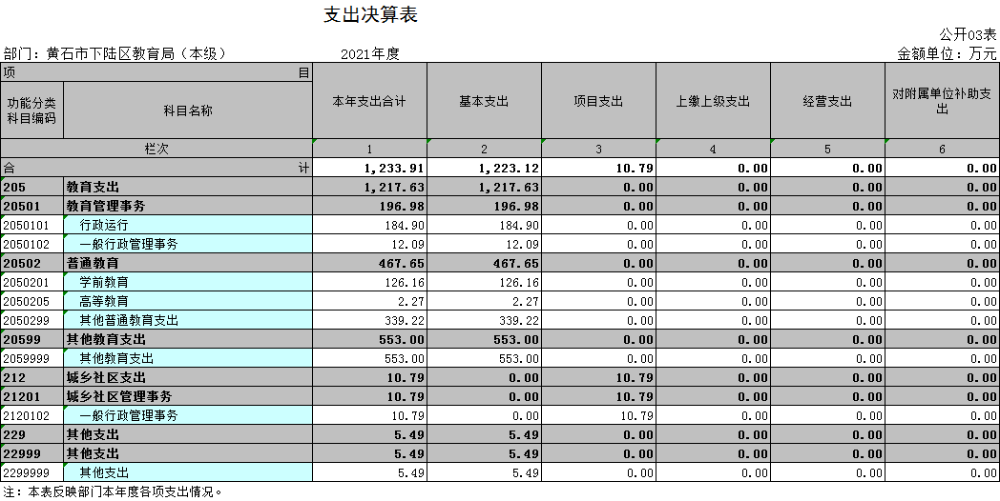 支出决算表
公开03表
部门：黄石市下陆区教育局（本级） 2021年度 金额单位：万元
项 目 本年支出合计 基本支出 项目支出 上缴上级支出 经营支出 对附属单位补助支出
功能分类科目编码 科目名称
栏次 1 2 3 4 5 6
合 计 1,233.91 1,223.12 10.79 0.00 0.00 0.00
205 教育支出 1,217.63 1,217.63 0.00 0.00 0.00 0.00
20501 教育管理事务 196.98 196.98 0.00 0.00 0.00 0.00
2050101 行政运行 184.90 184.90 0.00 0.00 0.00 0.00
2050102 一般行政管理事务 12.09 12.09 0.00 0.00 0.00 0.00
20502 普通教育 467.65 467.65 0.00 0.00 0.00 0.00
2050201 学前教育 126.16 126.16 0.00 0.00 0.00 0.00
2050205 高等教育 2.27 2.27 0.00 0.00 0.00 0.00
2050299 其他普通教育支出 339.22 339.22 0.00 0.00 0.00 0.00
20599 其他教育支出 553.00 553.00 0.00 0.00 0.00 0.00
2059999 其他教育支出 553.00 553.00 0.00 0.00 0.00 0.00
212 城乡社区支出 10.79 0.00 10.79 0.00 0.00 0.00
21201 城乡社区管理事务 10.79 0.00 10.79 0.00 0.00 0.00
2120102 一般行政管理事务 10.79 0.00 10.79 0.00 0.00 0.00
229 其他支出 5.49 5.49 0.00 0.00 0.00 0.00
22999 其他支出 5.49 5.49 0.00 0.00 0.00 0.00
2299999 其他支出 5.49 5.49 0.00 0.00 0.00 0.00
注：本表反映部门本年度各项支出情况。